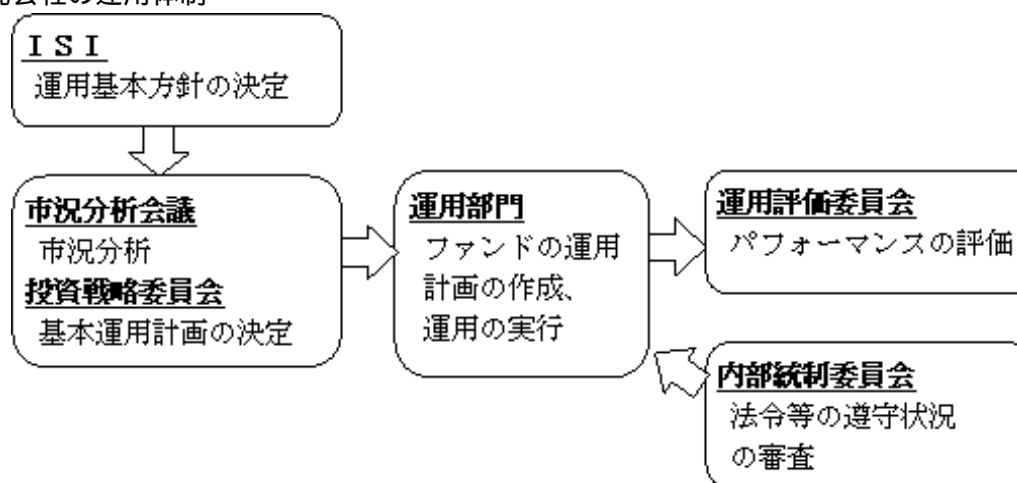 会社の運用体制
ＩＳＩ
運用基本方針の決定
市況分析会議
市況分析
投資戦略委員会
基本運用計画の決定
運用部門
ファンドの運用
計画の作成、
運用の実行
運用評価委員会
パフォーマンスの評価
内部統制委員会
法令等の遵守状況
の審査